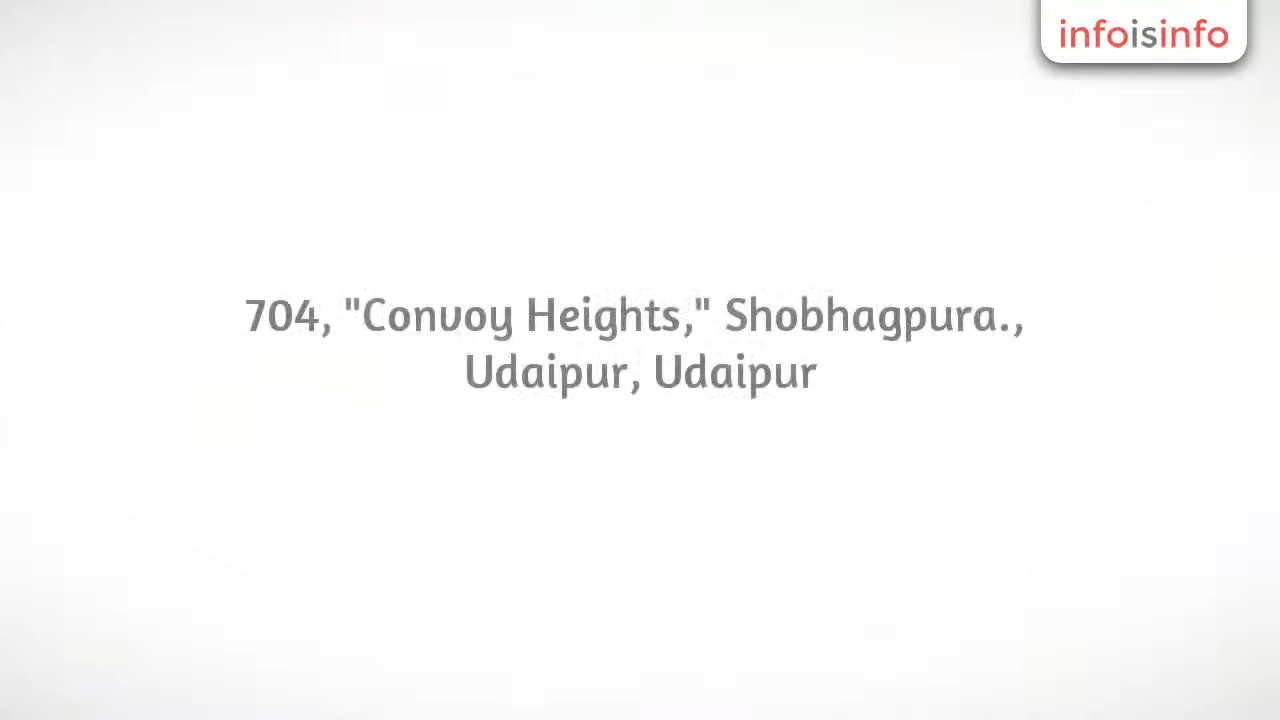 infoisinfo
704, "Convoy Heights," Shobhagpura.,
Udaipur, Udaipur